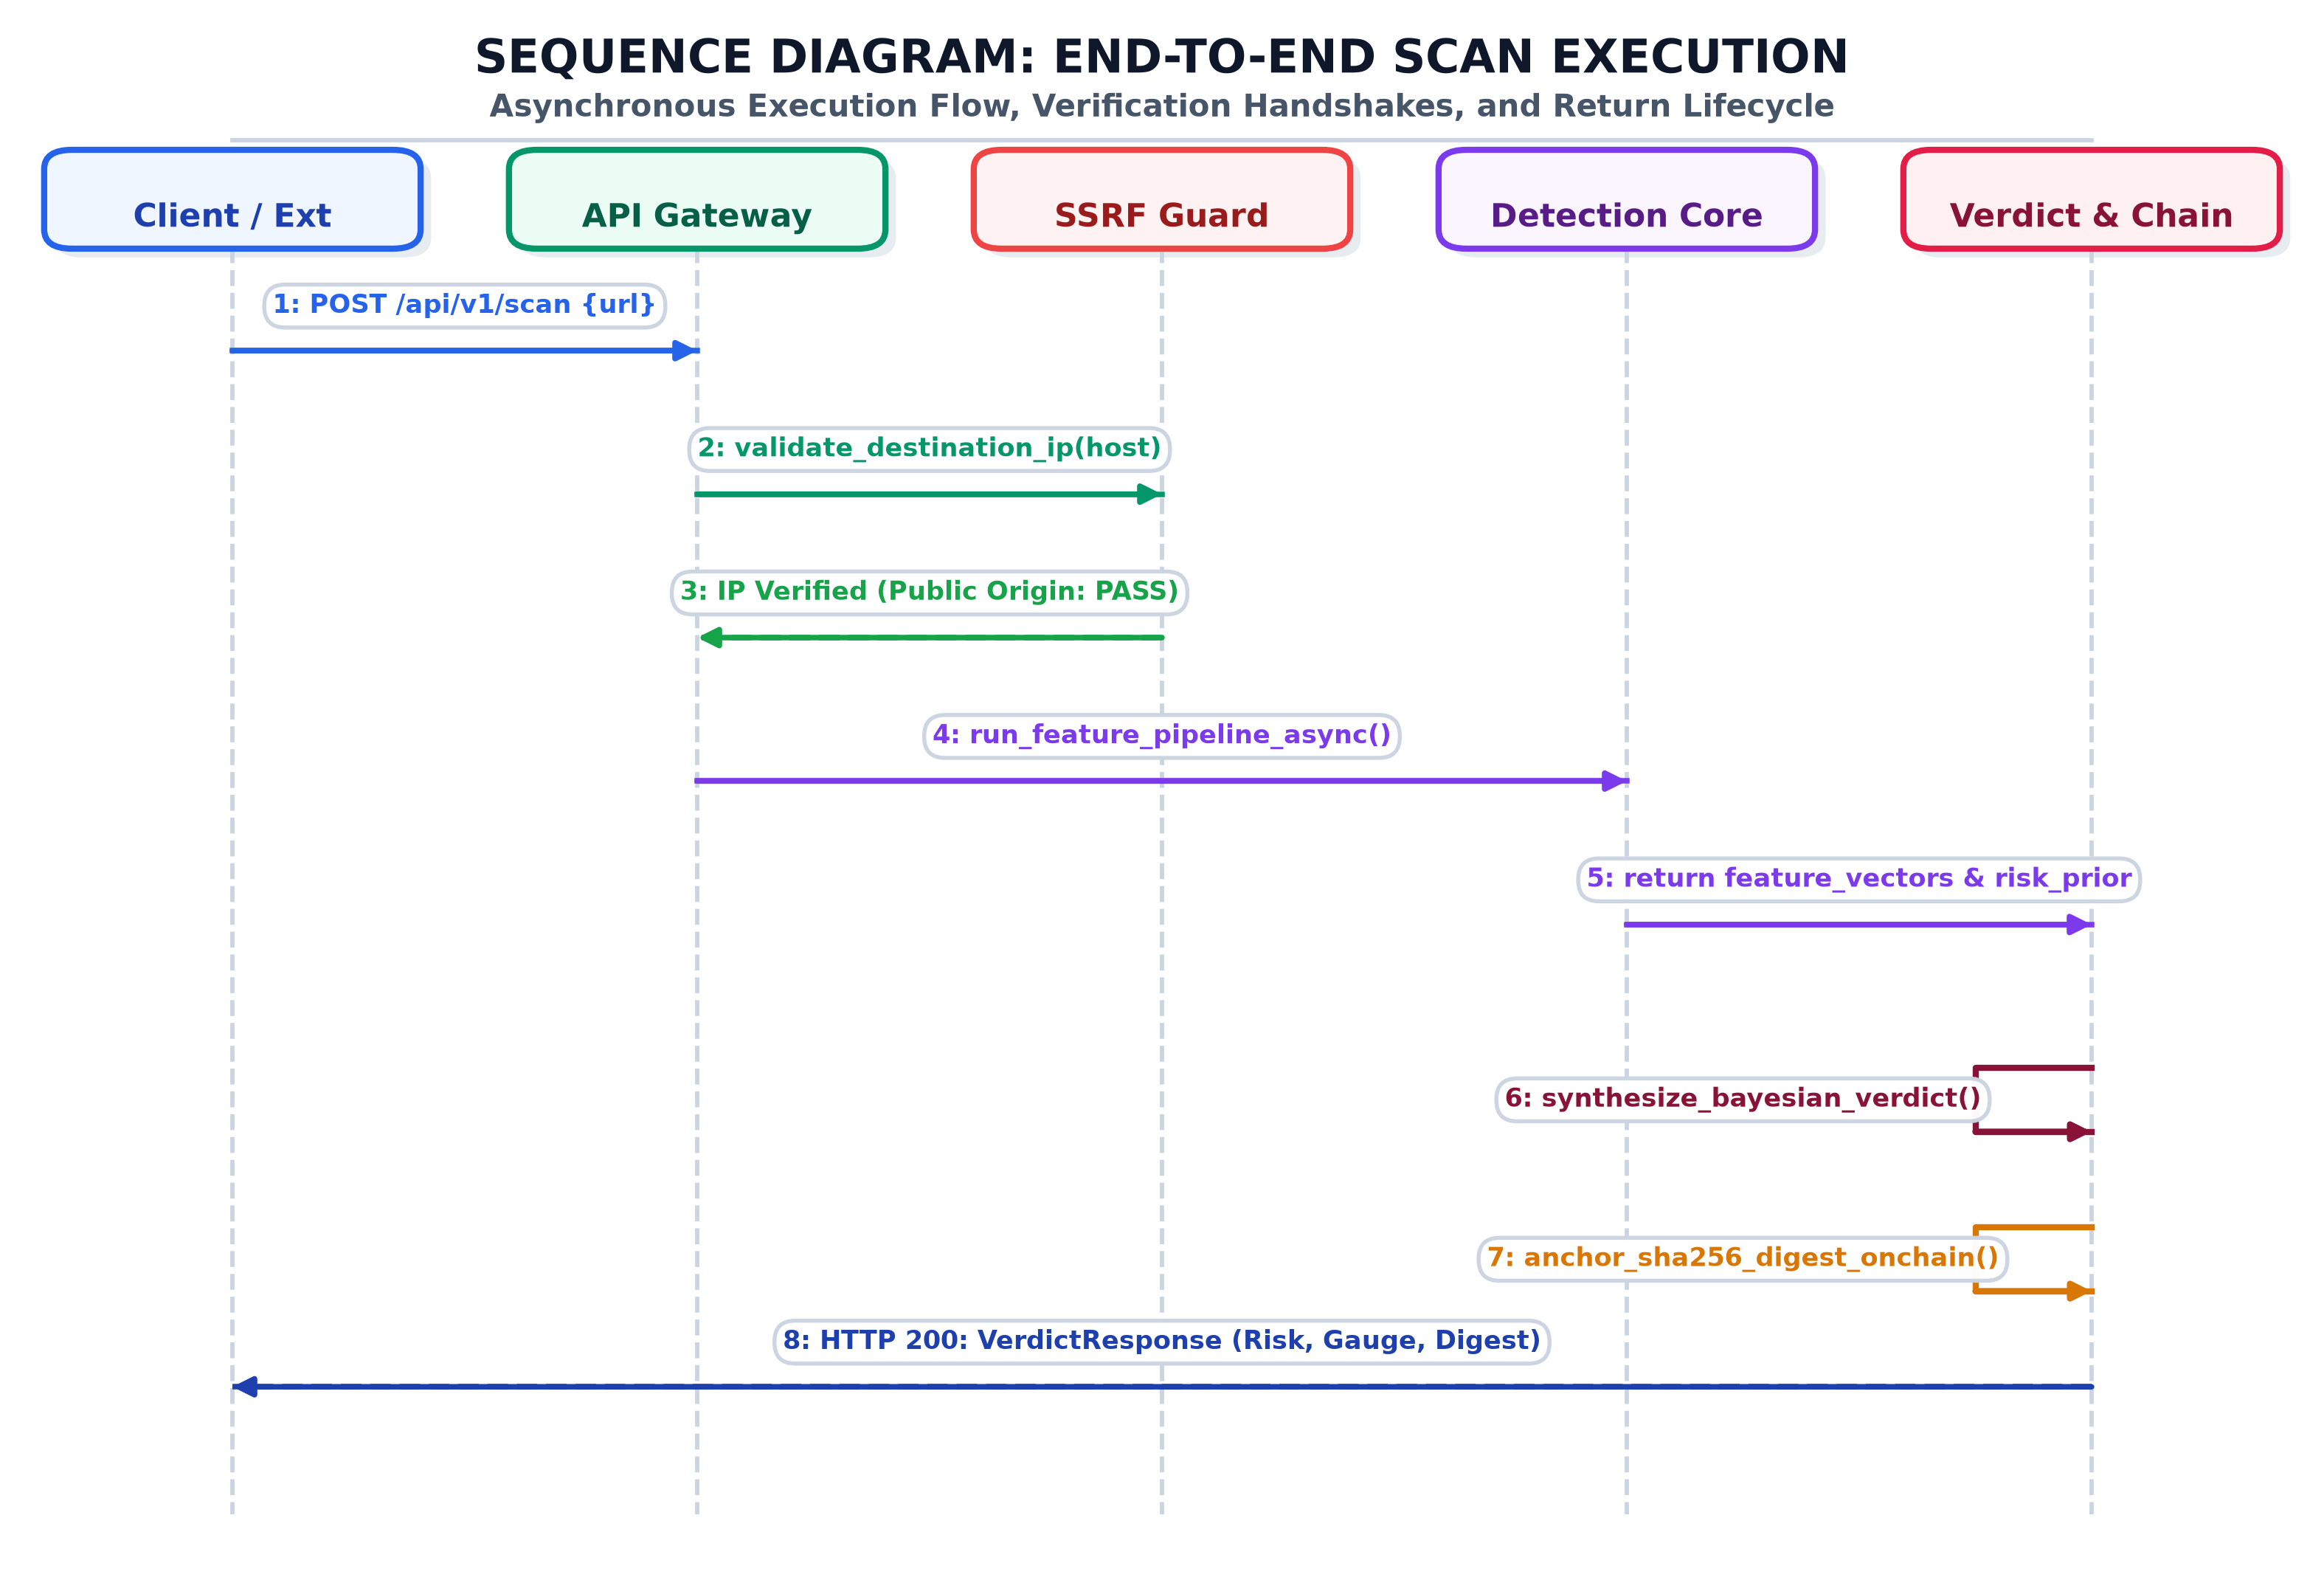 SEQUENCE DIAGRAM: END-TO-END SCAN EXECUTION
Asynchronous Execution Flow, Verification Handshakes, and Return Lifecycle
Client / Ext
API Gateway
SSRF Guard
Detection Core
Verdict & Chain
1: POST /api/v1/scan {url}
2: validate_destination_ip(host)
3: IP Verified (Public Origin: PASS)
4: run_feature_pipeline_async()
5: return feature_vectors & risk_prior
6: synthesize_bayesian_verdict()
7: anchor_sha256_digest_onchain()
8: HTTP 200: VerdictResponse (Risk, Gauge, Digest)